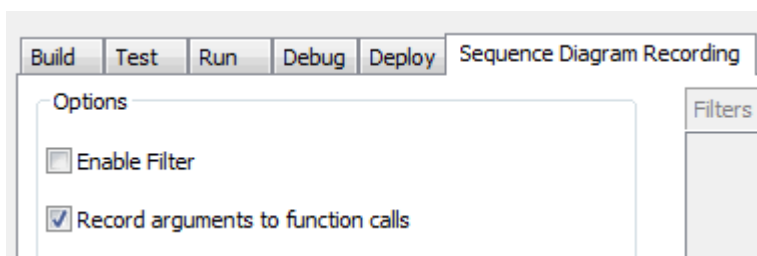 Build Test Run Debug Deploy Sequence Diagram Recording
Options
Filters
Enable Filter
Record arguments to function calls